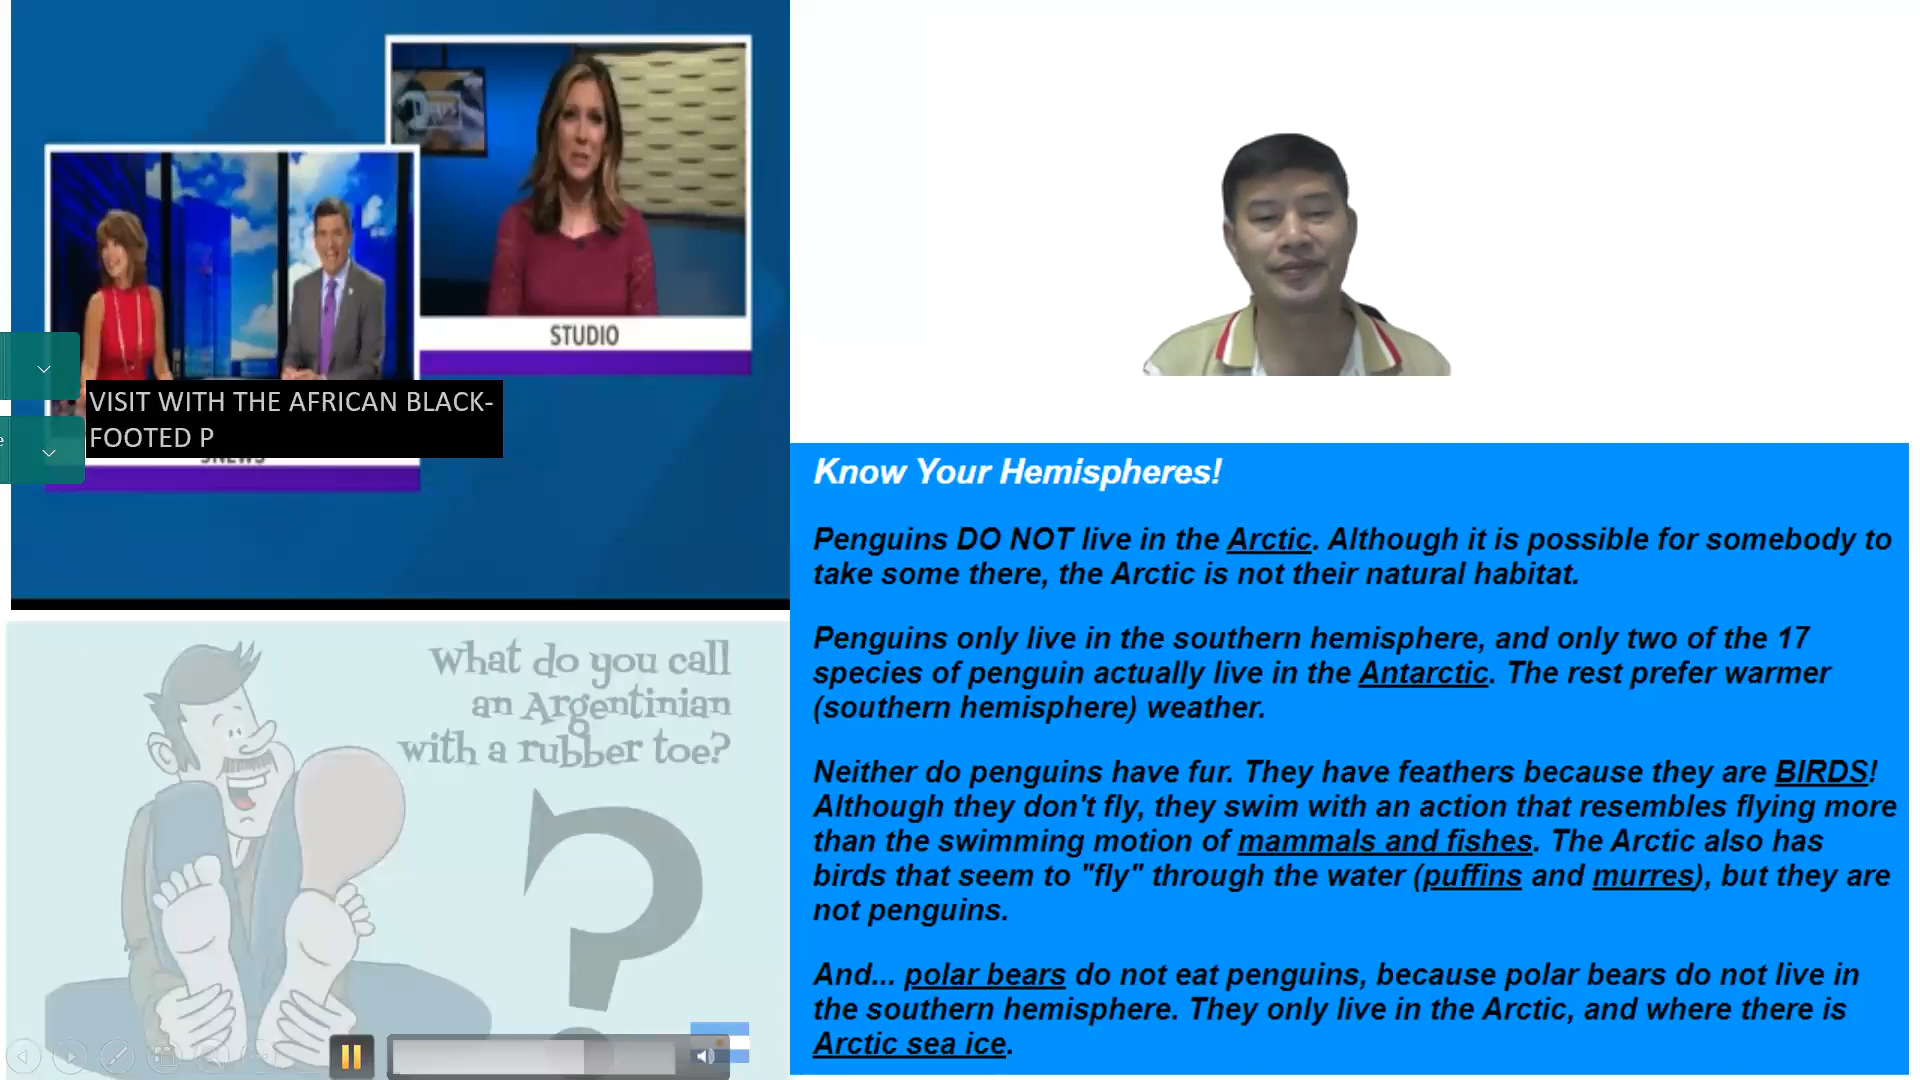 STUDIO
VISIT WITH THE AFRICAN BLACK-
FOOTED P
9NEWS
e
Know Your Hemispheres!
Penguins DO NOT live in the Arctic. Although it is possible for somebody to
take some there, the Arctic is not their natural habitat.
Penguins only live in the southern hemisphere, and only two of the 17
species of penguin actually live in the Antarctic. The rest prefer warmer
(southern hemisphere) weather.
Neither do penguins have fur. They have feathers because they are BIRDS!
Although they don't fly, they swim with an action that resembles flying more
than the swimming motion of mammals and fishes. The Arctic also has
birds that seem to "fly" through the water (puffins and murres), but they are
not penguins.
And... polar bears do not eat penguins, because polar bears do not live in
the southern hemisphere. They only live in the Arctic, and where there is
Arctic sea ice.
What do you call
an Argentinian
with a rubber toe?
?